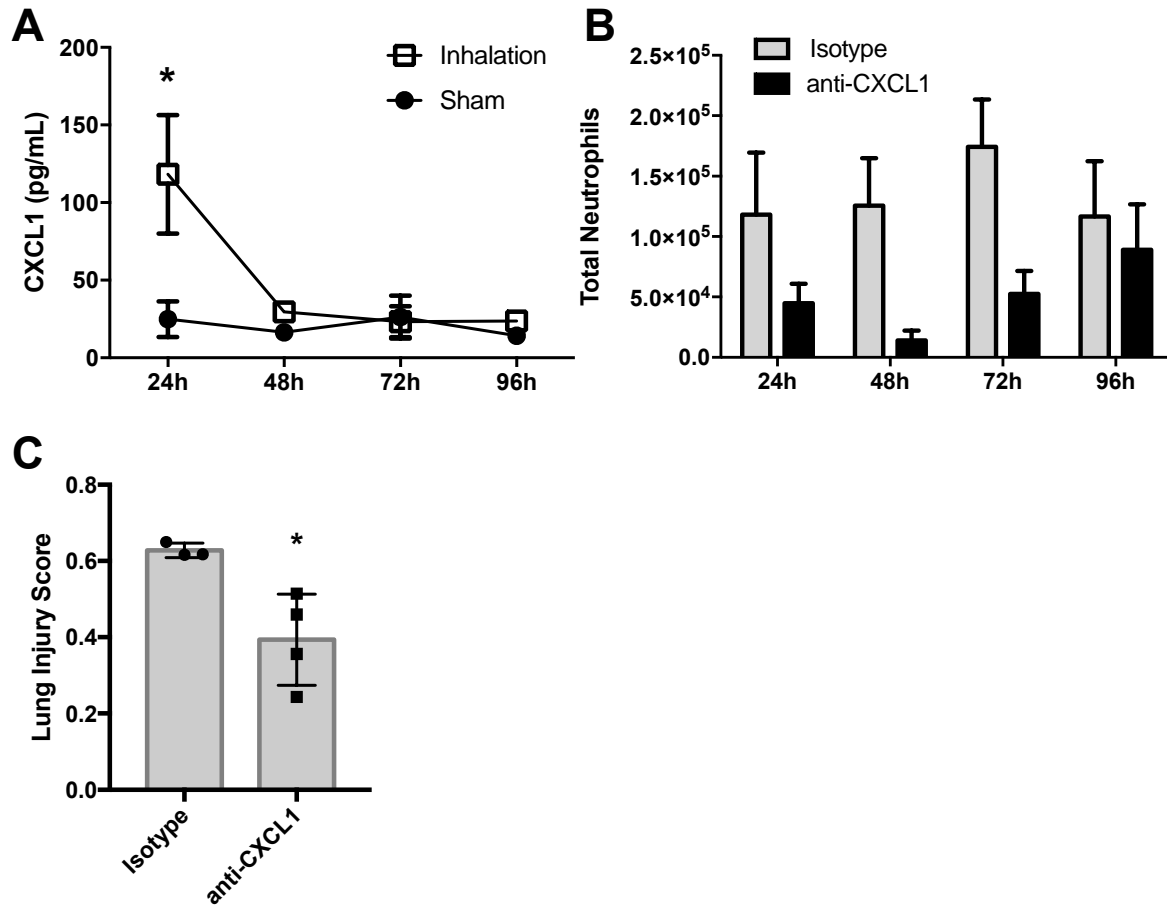 A
CXCL1 (pg/mL)
200
150
100
50
0
*
Inhalation
Sham
24h 48h 72h 96h
B
Total Neutrophils
2.5×10⁵
2.0×10⁵
1.5×10⁵
1.0×10⁵
5.0×10⁴
0.0
Isotype
anti-CXCL1
24h 48h 72h 96h
C
Lung Injury Score
0.8
0.6
0.4
0.2
0.0
*
Isotype
anti-CXCL1